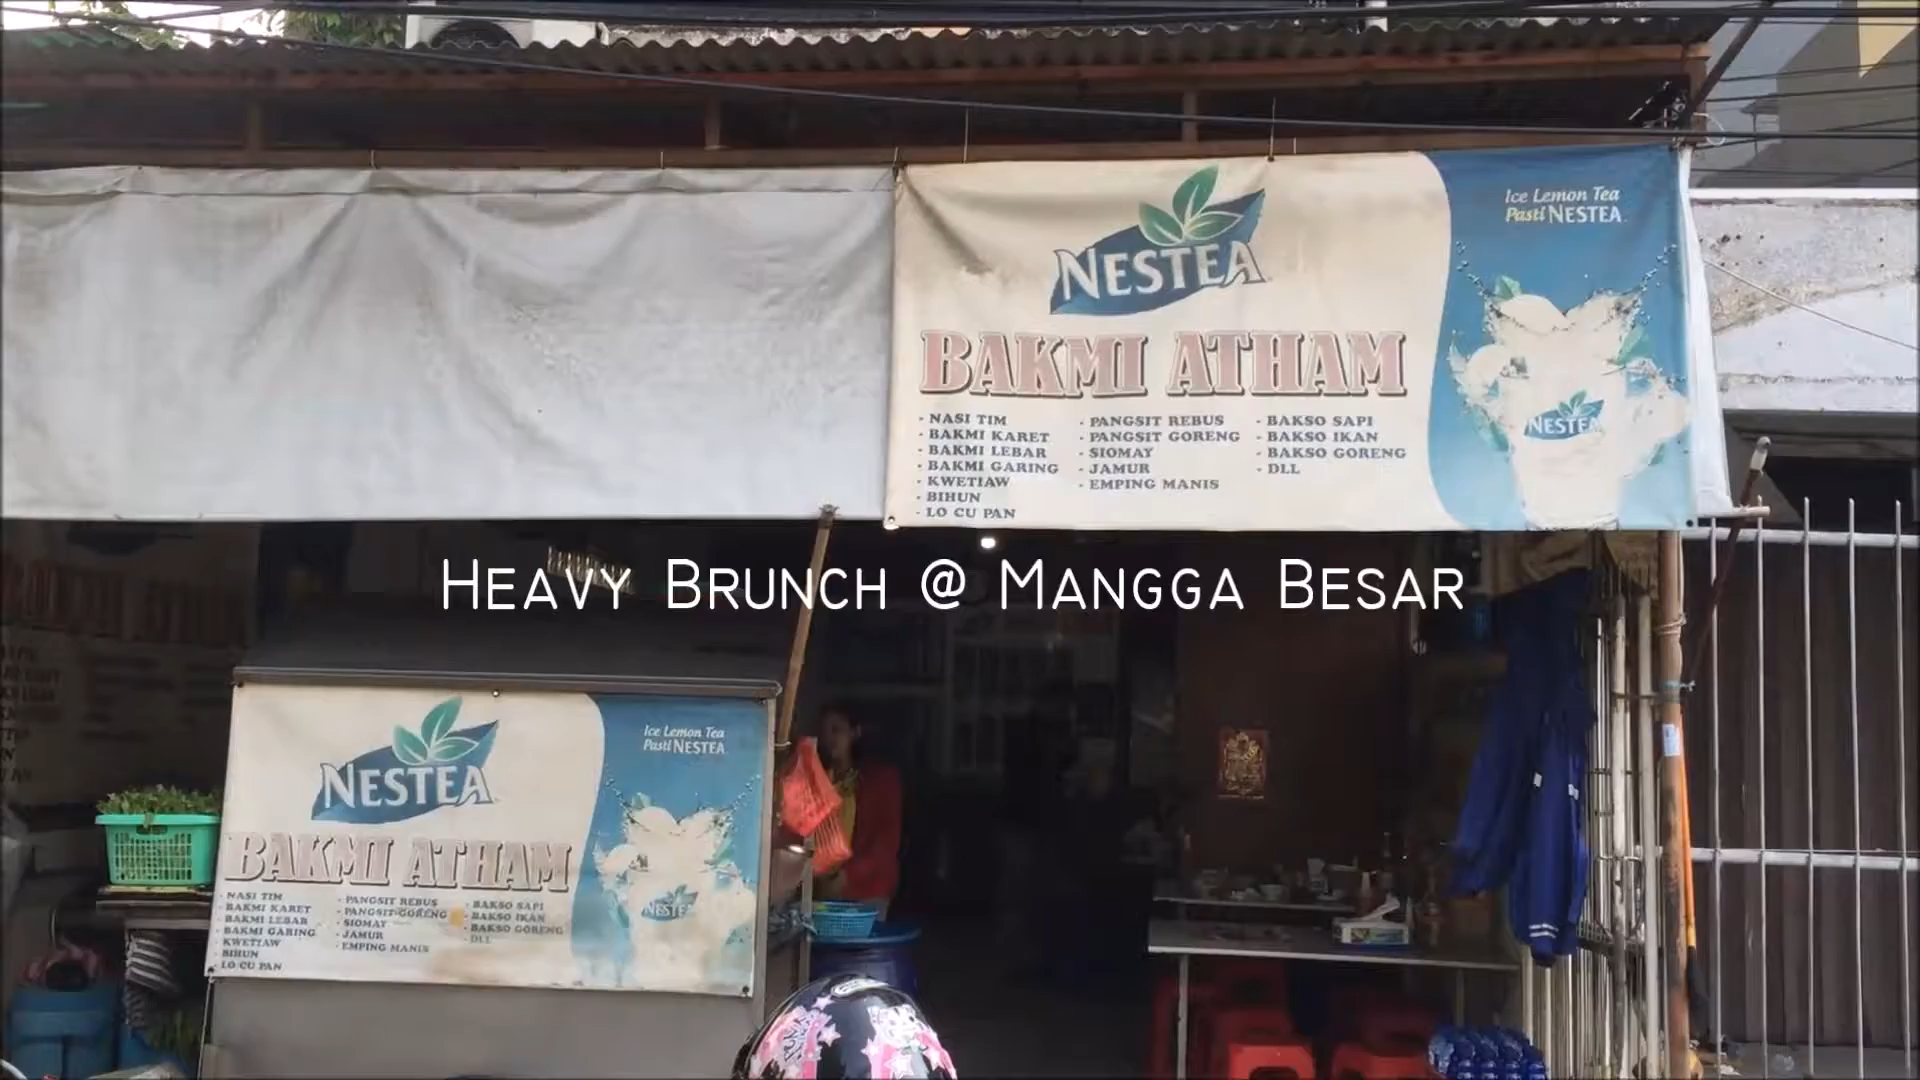 Ice Lemon Tea
Pasti NESTEA
NESTEA
BAKMI ATHAM
- NASI TIM
- BAKMI KARET
- BAKMI LEBAR
- BAKMI GARING
- KWETIAW
- BIHUN
- LO CU PAN
- PANGSIT REBUS
- PANGSIT GORENG
- SIOMAY
- JAMUR
- EMPING MANIS
- BAKSO SAPI
- BAKSO IKAN
- BAKSO GORENG
- DLL
NESTEA
HEAVY BRUNCH @ MANGGA BESAR
Ice Lemon Tea
Pasti NESTEA
NESTEA
BAKMI ATHAM
- NASI TIM
- BAKMI KARET
- BAKMI LEBAR
- BAKMI GARING
- KWETIAW
- BIHUN
- LO CU PAN
- PANGSIT REBUS
- PANGSIT GORENG
- SIOMAY
- JAMUR
- EMPING MANIS
- BAKSO SAPI
- BAKSO IKAN
- BAKSO GORENG
- DLL
NESTEA